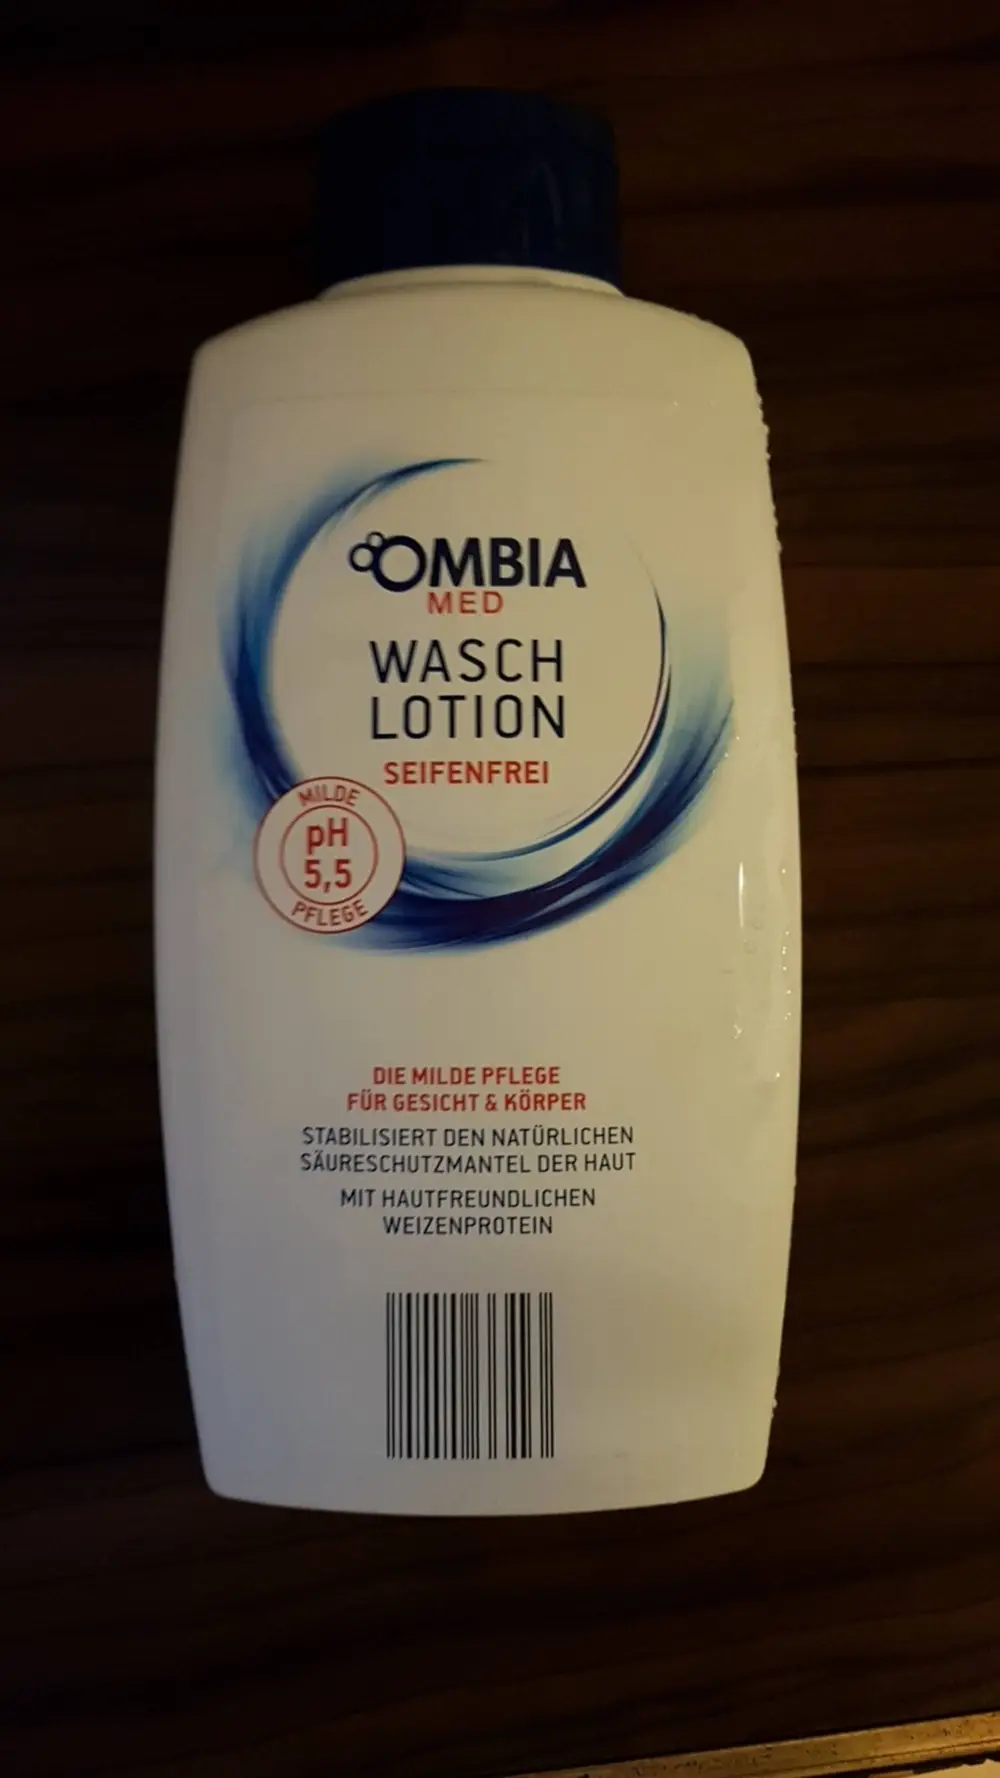 OMBIA
MED
WASCH
LOTION
SEIFENFREI
MILDE
pH
5,5
PFLEGE
DIE MILDE PFLEGE
FÜR GESICHT & KÖRPER
STABILISIERT DEN NATÜRLICHEN
SÄURESCHUTZMANTEL DER HAUT
MIT HAUTFREUNDLICHEN
WEIZENPROTEIN